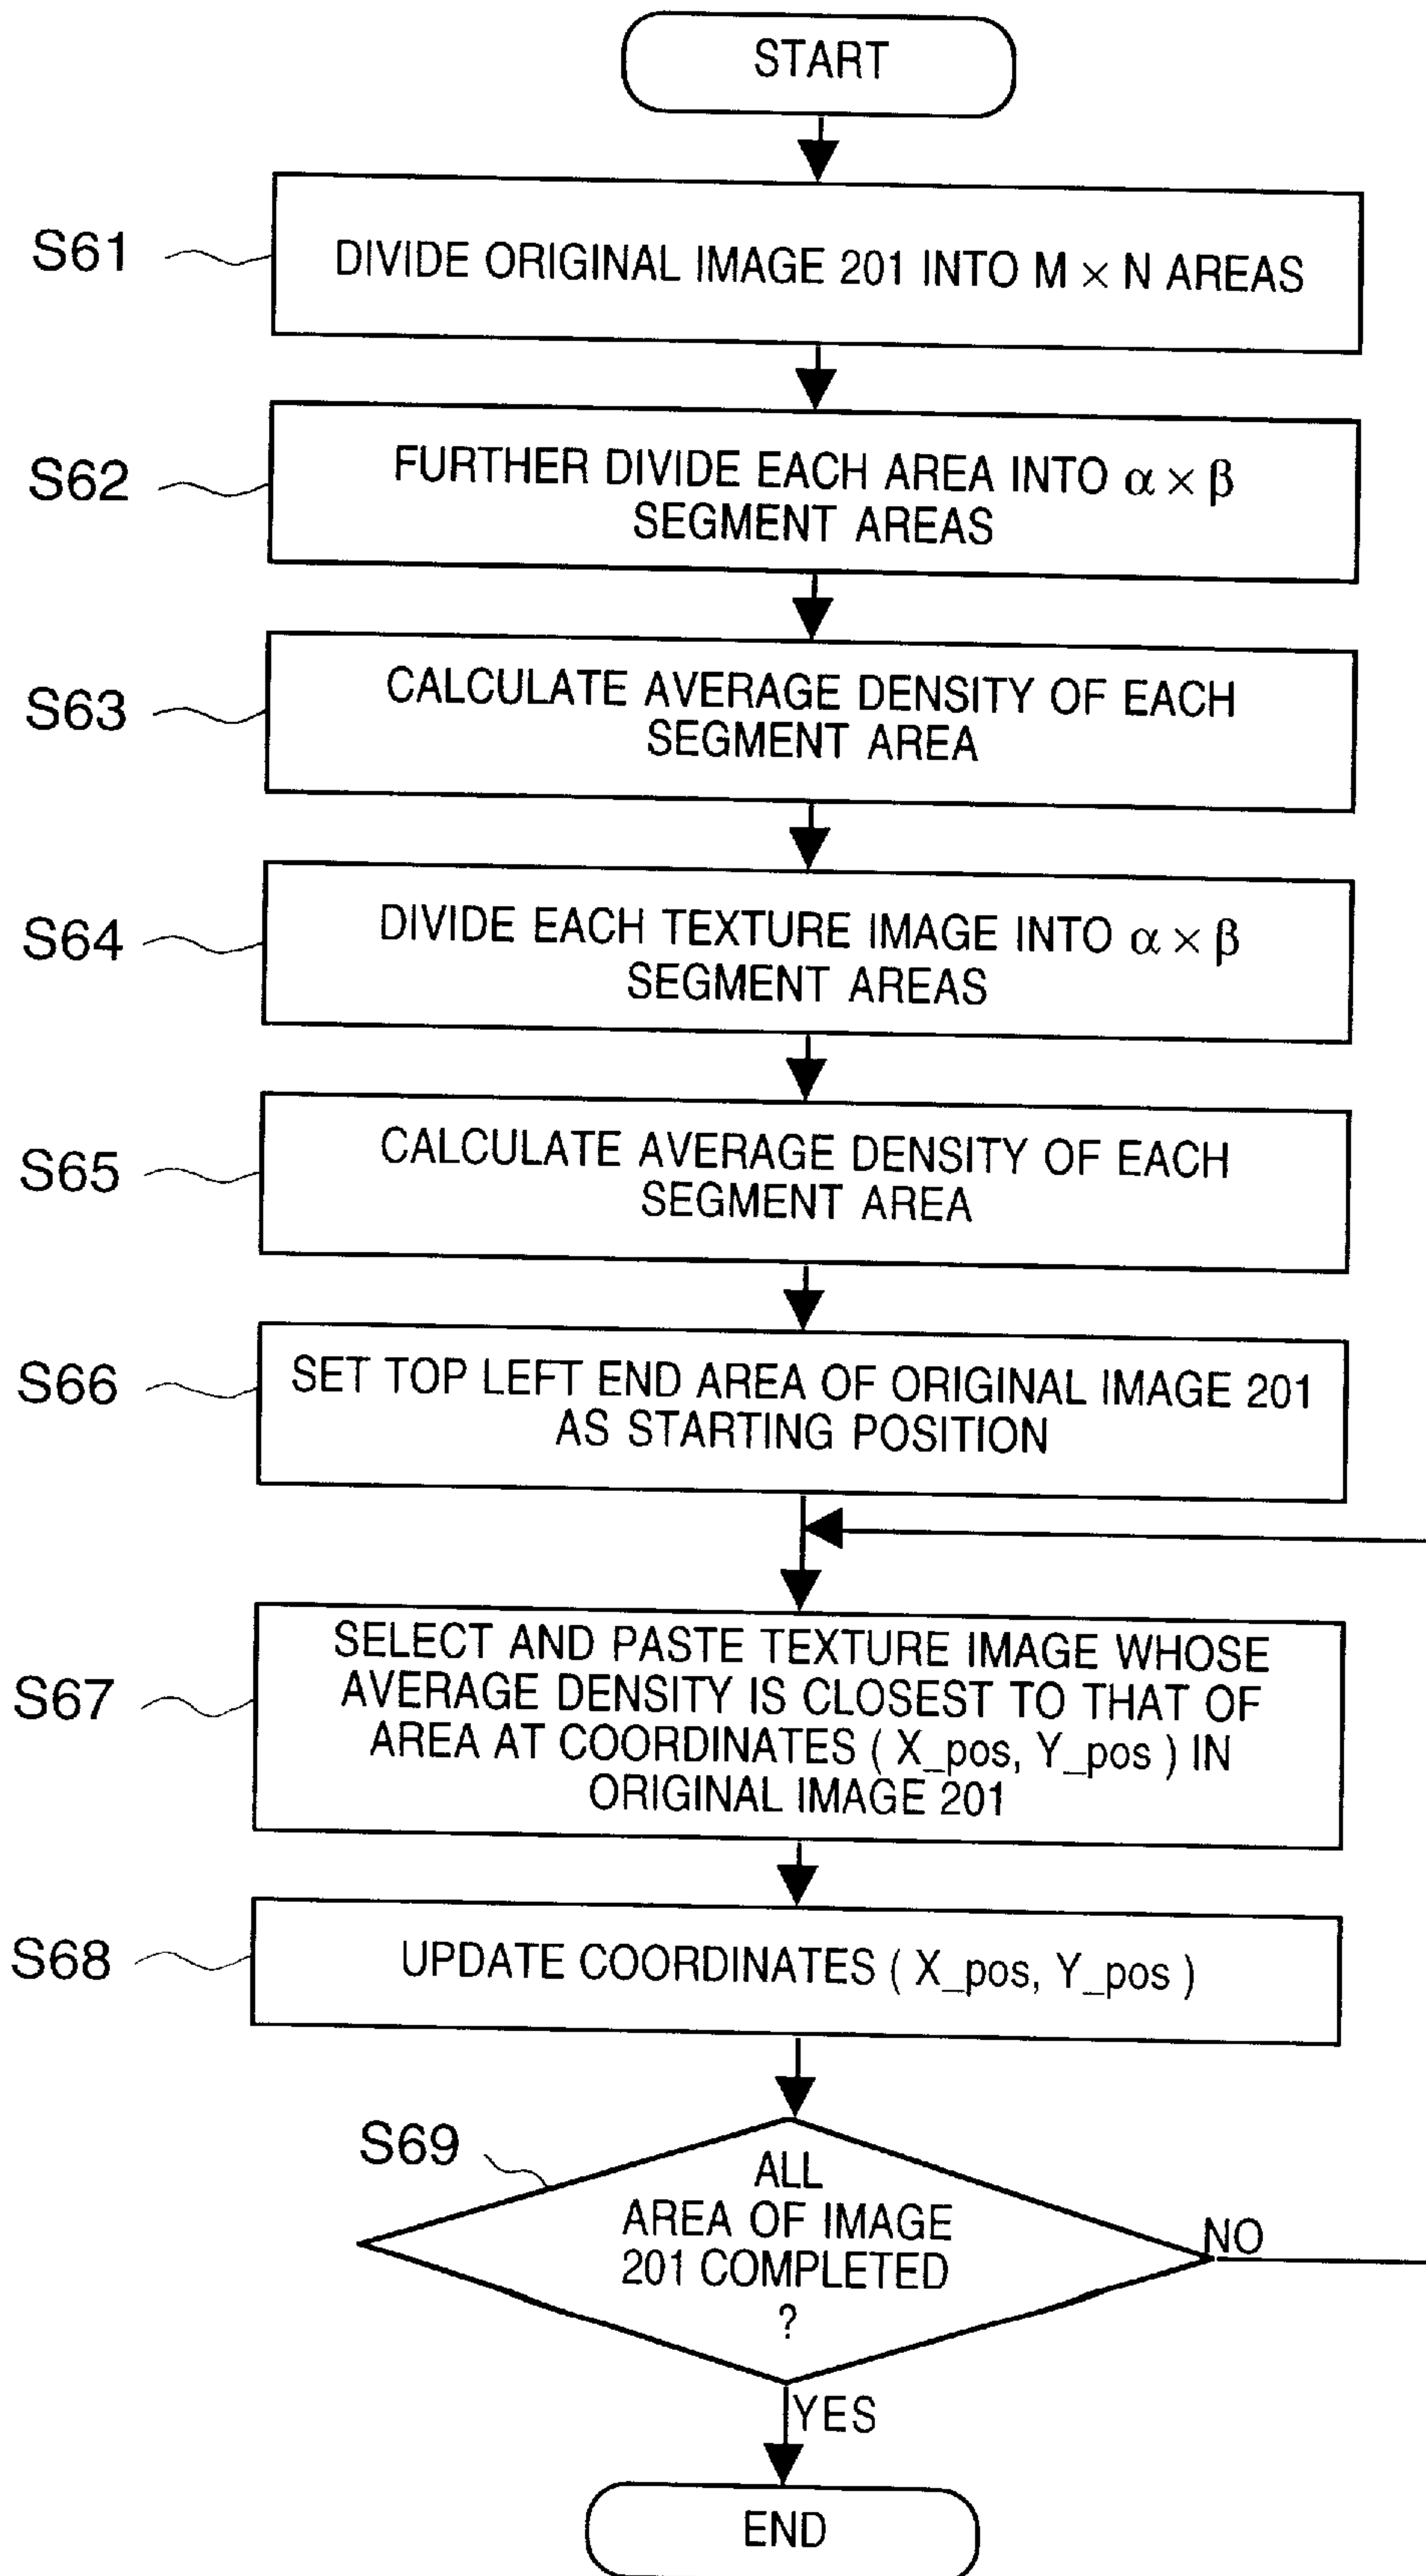 START
S61
DIVIDE ORIGINAL IMAGE 201 INTO M × N AREAS
S62
FURTHER DIVIDE EACH AREA INTO α × β
SEGMENT AREAS
S63
CALCULATE AVERAGE DENSITY OF EACH
SEGMENT AREA
S64
DIVIDE EACH TEXTURE IMAGE INTO α × β
SEGMENT AREAS
S65
CALCULATE AVERAGE DENSITY OF EACH
SEGMENT AREA
S66
SET TOP LEFT END AREA OF ORIGINAL IMAGE 201
AS STARTING POSITION
S67
SELECT AND PASTE TEXTURE IMAGE WHOSE
AVERAGE DENSITY IS CLOSEST TO THAT OF
AREA AT COORDINATES ( X_pos, Y_pos ) IN
ORIGINAL IMAGE 201
S68
UPDATE COORDINATES ( X_pos, Y_pos )
S69
ALL
AREA OF IMAGE
201 COMPLETED
?
NO
YES
END